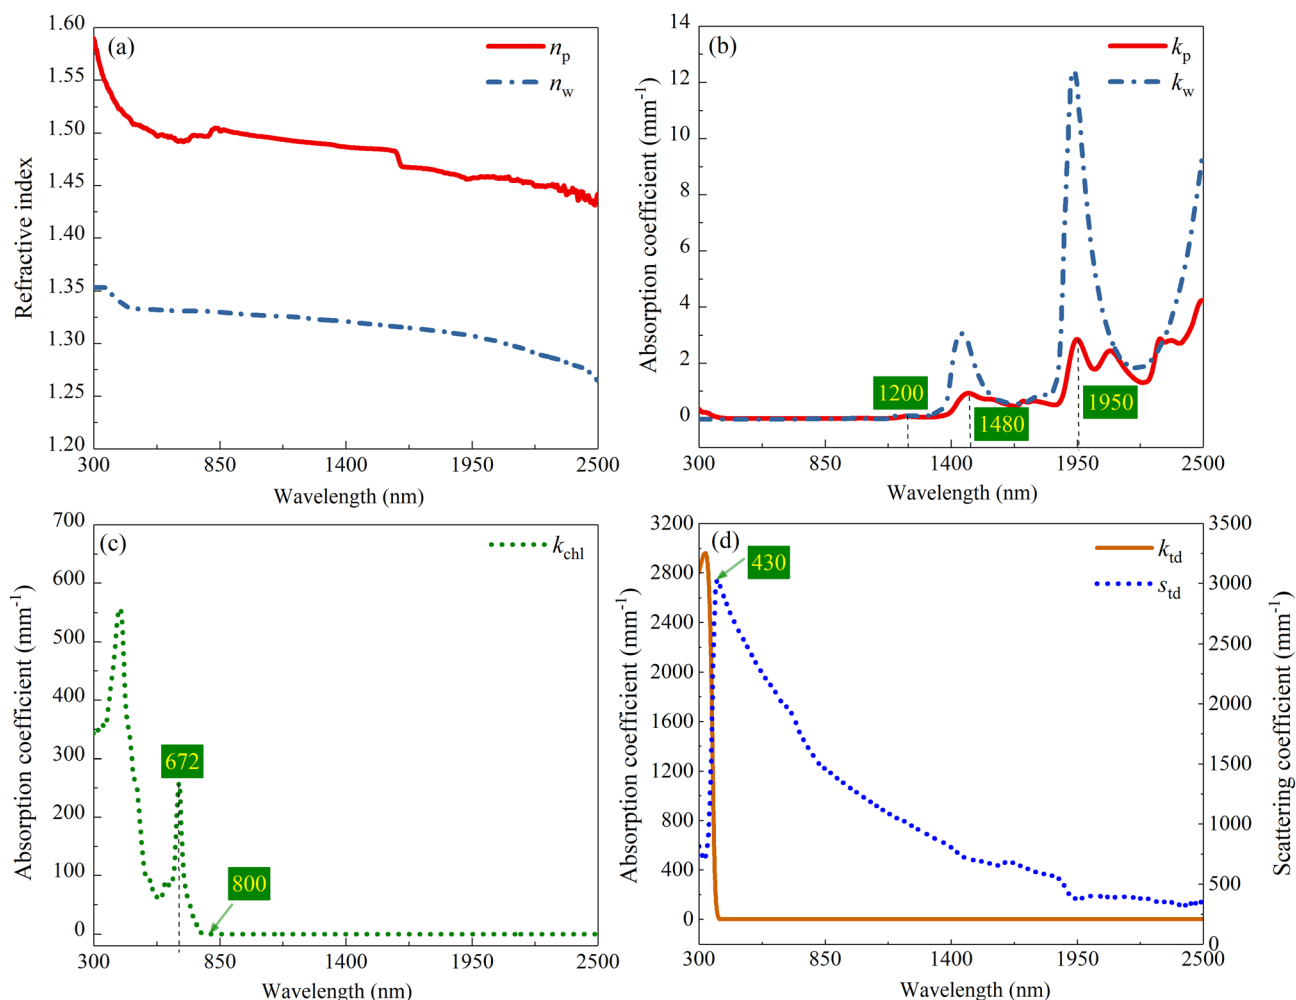 (a)
n_p
n_w
1.60
1.55
1.50
1.45
1.40
1.35
1.30
1.25
1.20
Refractive index
300 850 1400 1950 2500
Wavelength (nm)
(b)
k_p
k_w
14
12
10
8
6
4
2
0
Absorption coefficient (mm⁻¹)
1200
1480
1950
300 850 1400 1950 2500
Wavelength (nm)
(c)
k_chl
700
600
500
400
300
200
100
0
Absorption coefficient (mm⁻¹)
672
800
300 850 1400 1950 2500
Wavelength (nm)
(d)
430
k_td
s_td
3200
2800
2400
2000
1600
1200
800
400
0
Absorption coefficient (mm⁻¹)
3500
3000
2500
2000
1500
1000
500
0
Scattering coefficient (mm⁻¹)
300 850 1400 1950 2500
Wavelength (nm)